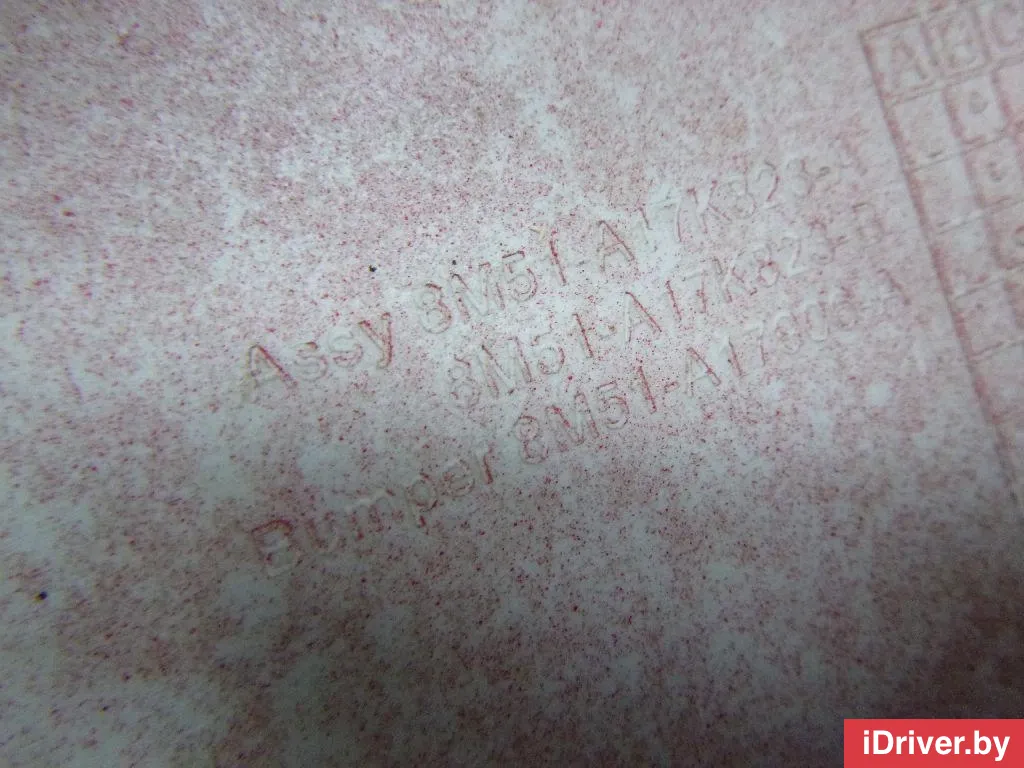 A B C
Assy 8M51-A17K823-
8M51-A17K823-B
Bumper 8M51-A17906-A
iDriver.by